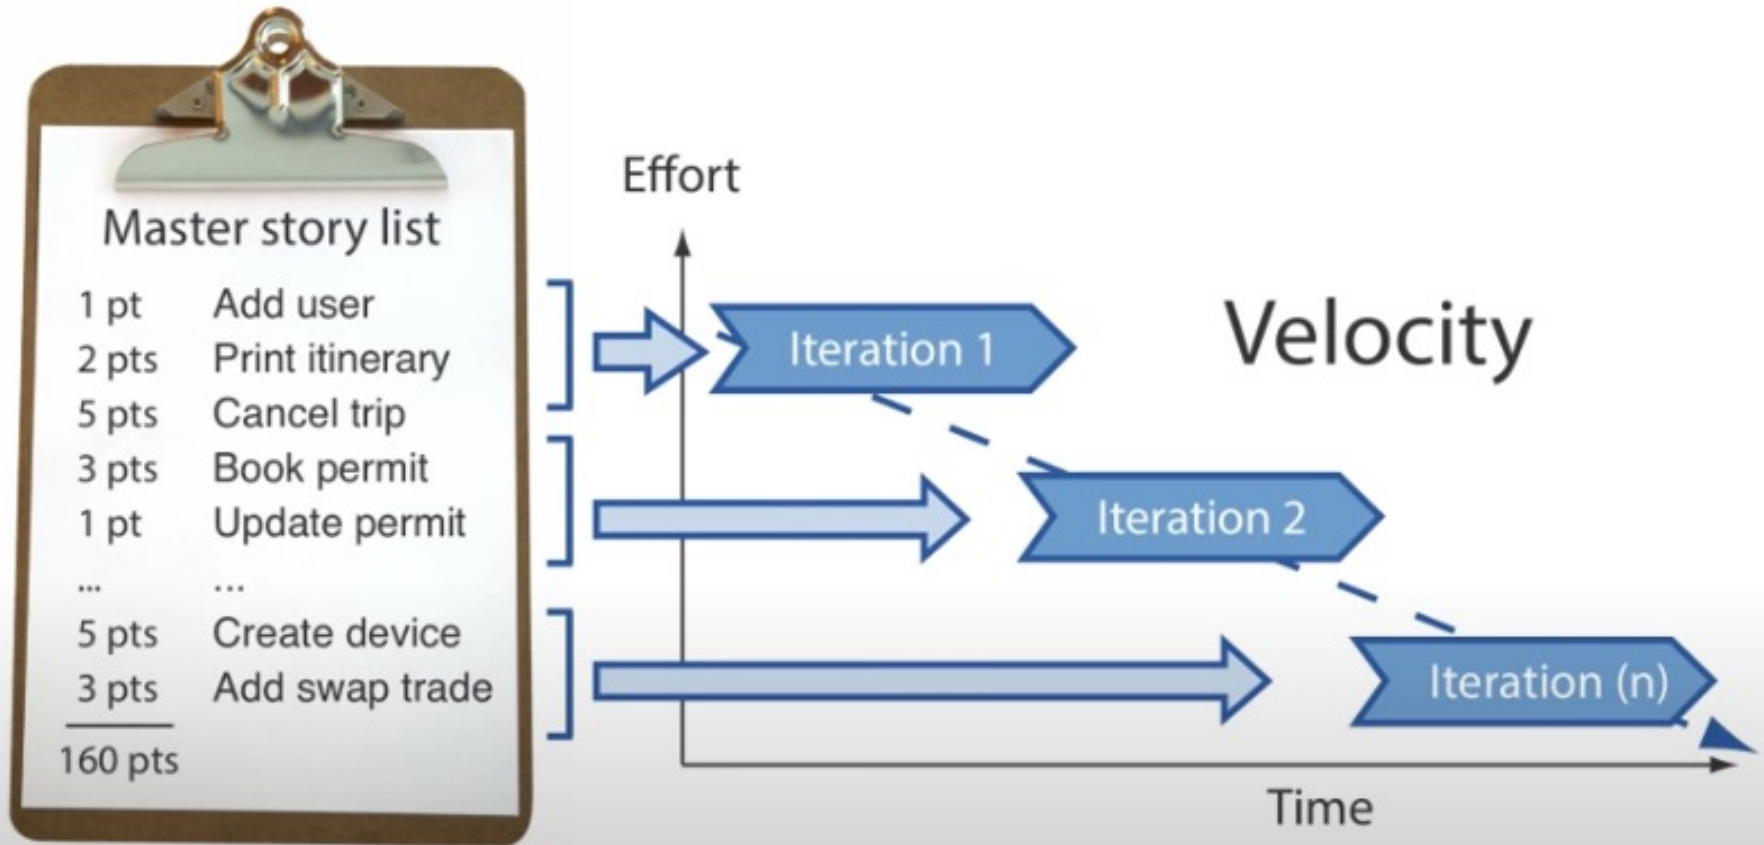 Master story list
1 pt Add user
2 pts Print itinerary
5 pts Cancel trip
3 pts Book permit
1 pt Update permit
... ...
5 pts Create device
3 pts Add swap trade
160 pts
Effort
Velocity
Iteration 1
Iteration 2
Iteration (n)
Time